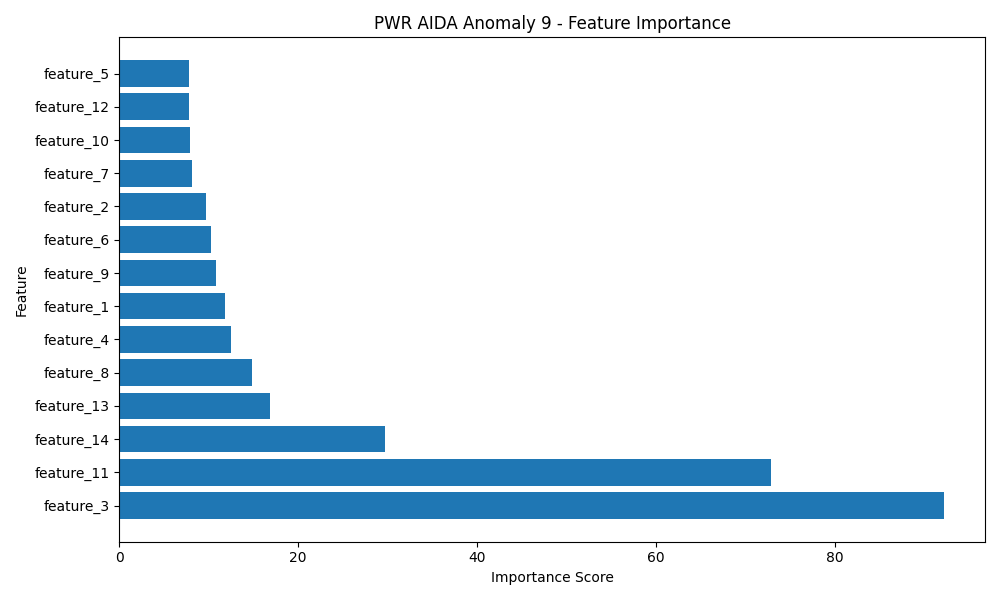 PWR AIDA Anomaly 9 - Feature Importance
feature_5
feature_12
feature_10
feature_7
feature_2
feature_6
feature_9
feature_1
feature_4
feature_8
feature_13
feature_14
feature_11
feature_3
Feature
0 20 40 60 80
Importance Score